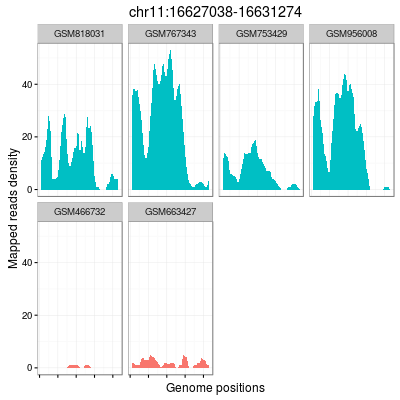 chr11:16627038-16631274
GSM818031 GSM767343 GSM753429 GSM956008
40
20
0
Mapped reads density
GSM466732 GSM663427
40
20
0
Genome positions